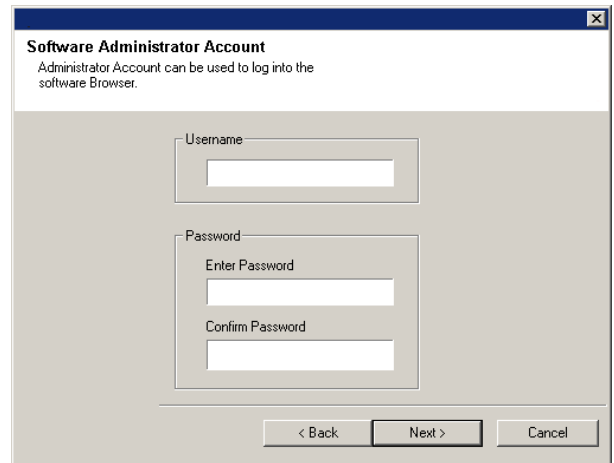 Software Administrator Account
Administrator Account can be used to log into the
software Browser.
Username
Password
Enter Password
Confirm Password
< Back
Next >
Cancel